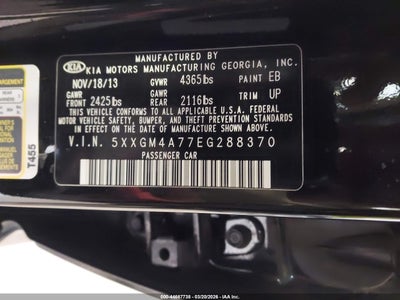 MANUFACTURED BY
KIA KIA MOTORS MANUFACTURING GEORGIA, INC.
NOV/18/13 GVWR 4365lbs PAINT EB
GAWR GAWR
FRONT 2425lbs REAR 2116lbs TRIM UP
THIS VEHICLE CONFORMS TO ALL APPLICABLE U.S.A. FEDERAL MOTOR
VEHICLE SAFETY, BUMPER, AND THEFT PREVENTION STANDARDS
IN EFFECT ON THE DATE OF MANUFACTURE SHOWN ABOVE.
V.I.N. 5XXGM4A77EG288370
PASSENGER CAR
T455